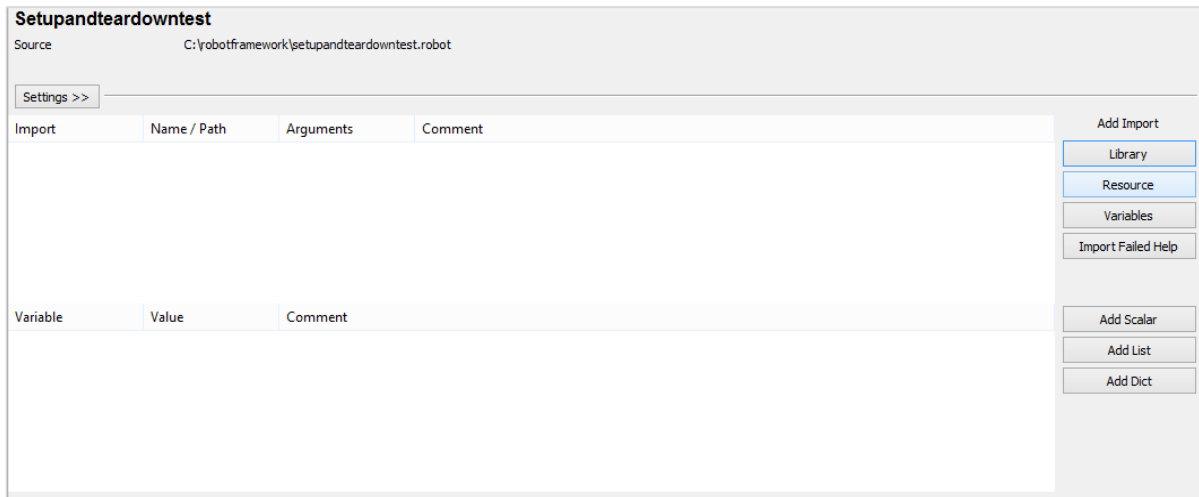 Setupandteardowntest
Source C:\robotframework\setupandteardowntest.robot
Settings >>
Import Name / Path Arguments Comment
Add Import
Library
Resource
Variables
Import Failed Help
Variable Value Comment
Add Scalar
Add List
Add Dict